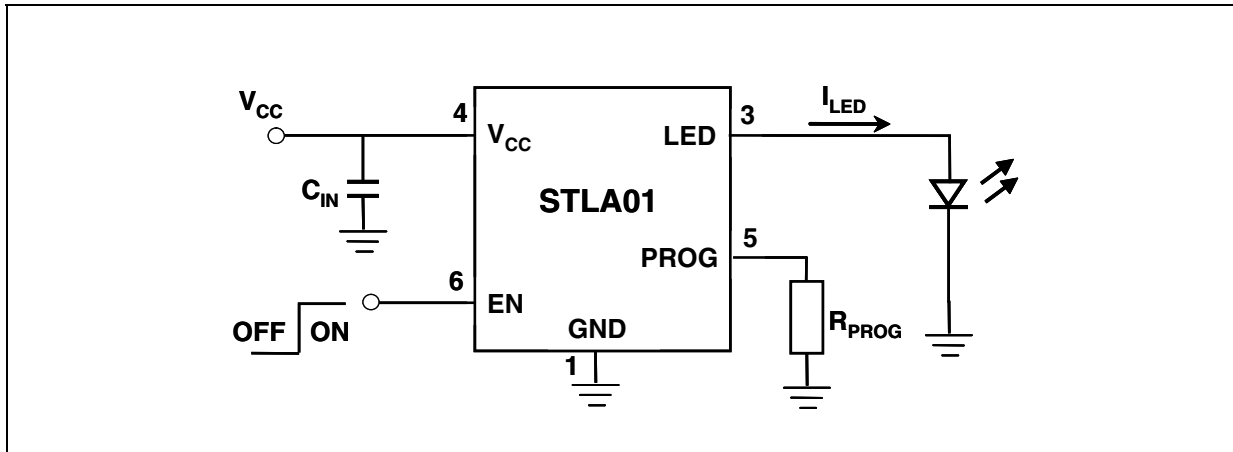 V_CC
4
V_CC
LED
3
I_LED
C_IN
STLA01
PROG
5
6
EN
R_PROG
OFF
ON
GND
1